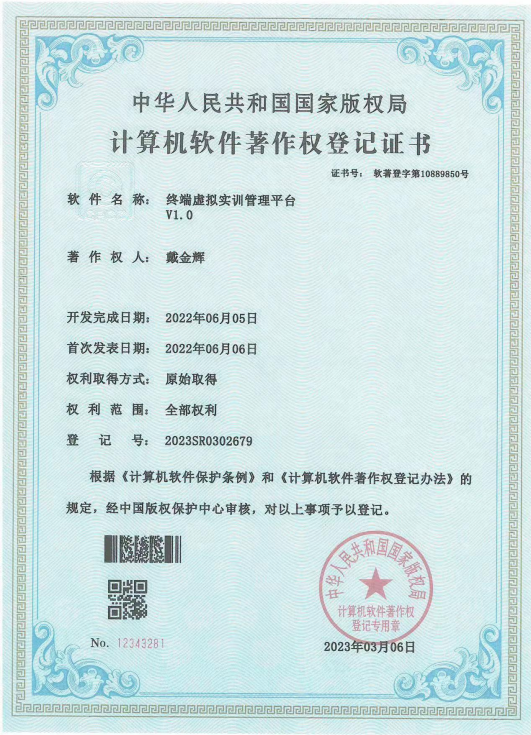 中华人民共和国国家版权局
计算机软件著作权登记证书
证书号： 软著登字第10889850号
软件名称： 终端虚拟实训管理平台
V1.0
著作权人： 戴金辉
开发完成日期： 2022年06月05日
首次发表日期： 2022年06月06日
权利取得方式： 原始取得
权利范围： 全部权利
登记号： 2023SR0302679
根据《计算机软件保护条例》和《计算机软件著作权登记办法》的
规定，经中国版权保护中心审核，对以上事项予以登记。
中华人民共和国国家版权局
计算机软件著作权
登记专用章
No. 12343281
2023年03月06日